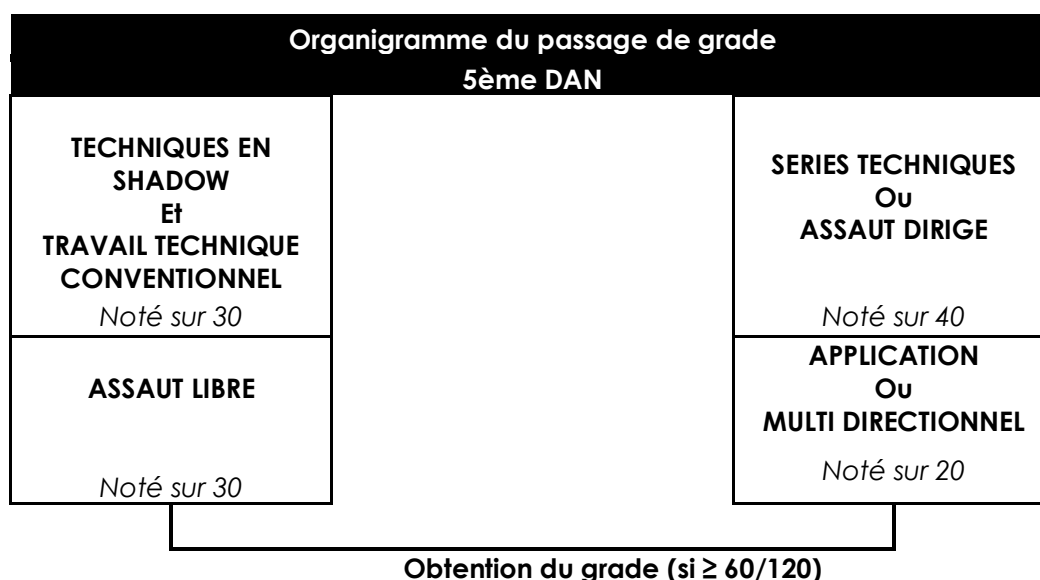 Organigramme du passage de grade
5ème DAN
TECHNIQUES EN
SHADOW
Et
TRAVAIL TECHNIQUE
CONVENTIONNEL
Noté sur 30
ASSAUT LIBRE
Noté sur 30
SERIES TECHNIQUES
Ou
ASSAUT DIRIGE
Noté sur 40
APPLICATION
Ou
MULTI DIRECTIONNEL
Noté sur 20
Obtention du grade (si ≥ 60/120)